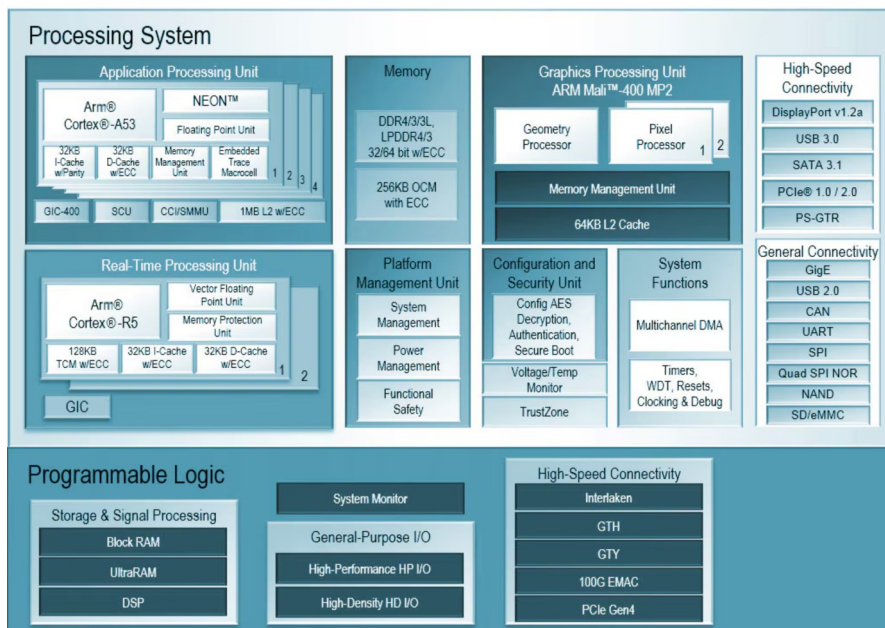 Processing System
Application Processing Unit
Arm®
Cortex®-A53
NEON™
Floating Point Unit
32KB
I-Cache
w/Parity
32KB
D-Cache
w/ECC
Memory
Management
Unit
Embedded
Trace
Macrocell
1
2
3
4
GIC-400
SCU
CCI/SMMU
1MB L2 w/ECC
Memory
DDR4/3/3L,
LPDDR4/3
32/64 bit w/ECC
256KB OCM
with ECC
Graphics Processing Unit
ARM Mali™-400 MP2
Geometry
Processor
Pixel
Processor
1
2
Memory Management Unit
64KB L2 Cache
High-Speed
Connectivity
DisplayPort v1.2a
USB 3.0
SATA 3.1
PCIe® 1.0 / 2.0
PS-GTR
Real-Time Processing Unit
Arm®
Cortex®-R5
Vector Floating
Point Unit
Memory Protection
Unit
128KB
TCM w/ECC
32KB I-Cache
w/ECC
32KB D-Cache
w/ECC
1
2
GIC
Platform
Management Unit
System
Management
Power
Management
Functional
Safety
Configuration and
Security Unit
Config AES
Decryption,
Authentication,
Secure Boot
Voltage/Temp
Monitor
TrustZone
System
Functions
Multichannel DMA
Timers,
WDT, Resets,
Clocking & Debug
General Connectivity
GigE
USB 2.0
CAN
UART
SPI
Quad SPI NOR
NAND
SD/eMMC
Programmable Logic
Storage & Signal Processing
Block RAM
UltraRAM
DSP
System Monitor
General-Purpose I/O
High-Performance HP I/O
High-Density HD I/O
High-Speed Connectivity
Interlaken
GTH
GTY
100G EMAC
PCIe Gen4